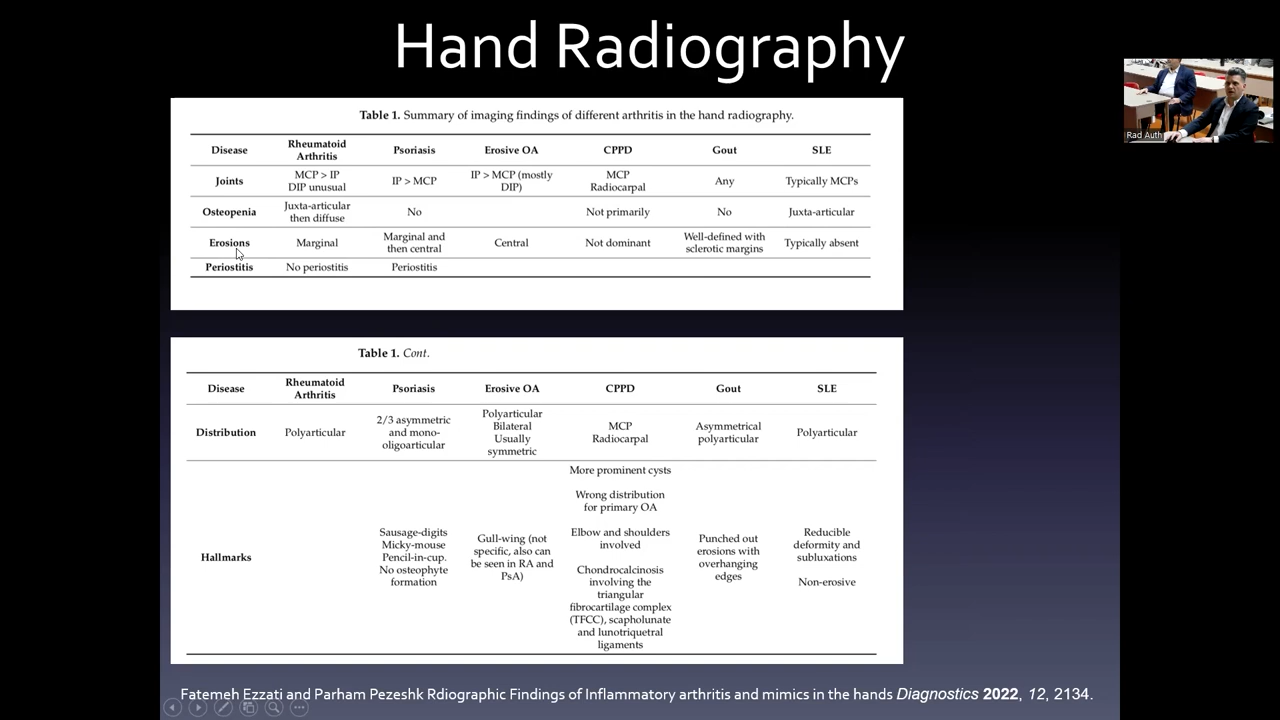 Hand Radiography
Table 1. Summary of imaging findings of different arthritis in the hand radiography.
Disease Rheumatoid Arthritis Psoriasis Erosive OA CPPD Gout SLE
Joints MCP > IP DIP unusual IP > MCP IP > MCP (mostly DIP) MCP Radiocarpal Any Typically MCPs
Osteopenia Juxta-articular then diffuse No Not primarily No Juxta-articular
Erosions Marginal Marginal and then central Central Not dominant Well-defined with sclerotic margins Typically absent
Periostitis No periostitis Periostitis
Table 1. Cont.
Disease Rheumatoid Arthritis Psoriasis Erosive OA CPPD Gout SLE
Distribution Polyarticular 2/3 asymmetric and mono-oligoarticular Polyarticular Bilateral Usually symmetric MCP Radiocarpal Asymmetrical polyarticular Polyarticular
Hallmarks Sausage-digits Micky-mouse Pencil-in-cup. No osteophyte formation Gull-wing (not specific, also can be seen in RA and PsA) More prominent cysts Wrong distribution for primary OA Elbow and shoulders involved Chondrocalcinosis involving the triangular fibrocartilage complex (TFCC), scapholunate and lunotriquetral ligaments Punched out erosions with overhanging edges Reducible deformity and subluxations Non-erosive
Fatemeh Ezzati and Parham Pezeshk Rdiographic Findings of Inflammatory arthritis and mimics in the hands Diagnostics 2022, 12, 2134.
Rad Auth